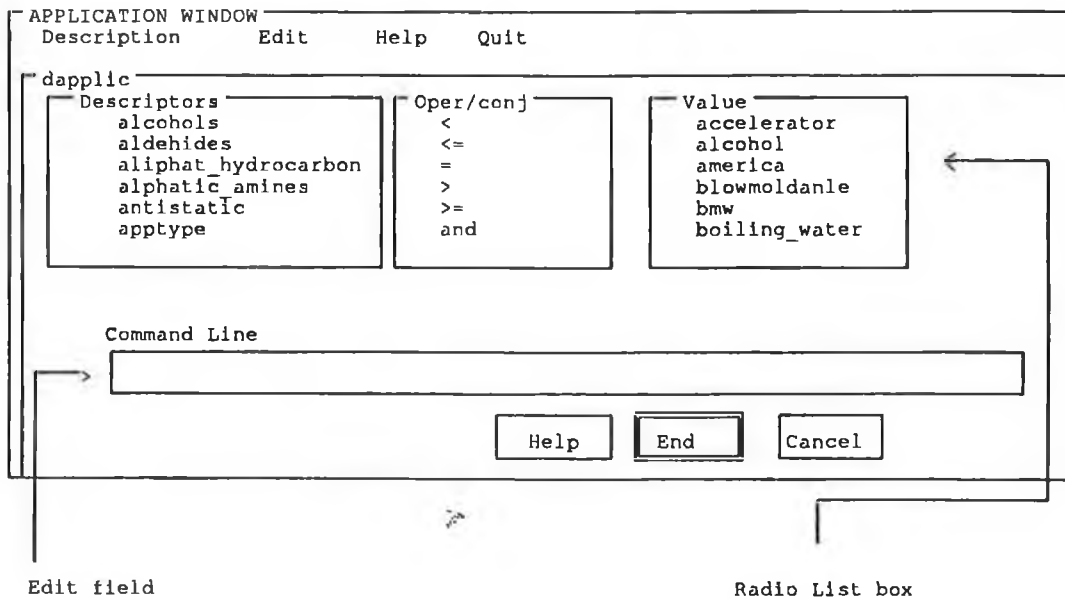 APPLICATION WINDOW
Description Edit Help Quit
dapplic
Descriptors
alcohols
aldehides
aliphat_hydrocarbon
alphatic_amines
antistatic
apptype
Oper/conj
<
<=
=
>
>=
and
Value
accelerator
alcohol
america
blowmoldanle
bmw
boiling_water
Command Line
Help End Cancel
Edit field
Radio List box